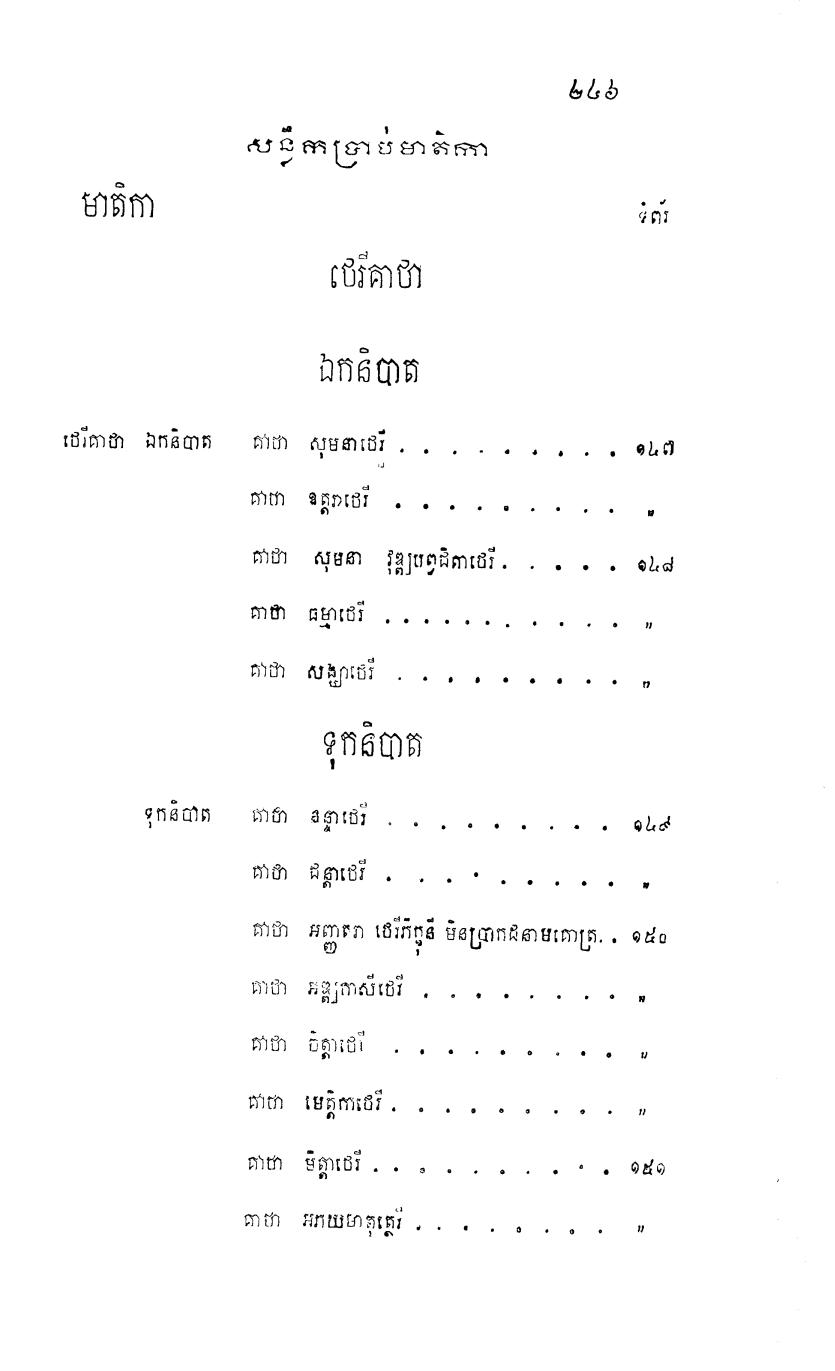 ២៤៦
សន្លឹកប្រាប់មាតិកា
មាតិកា ទំព័រ
ថេរីគាថា
ឯកនិបាត
ថេរីគាថា ឯកនិបាត គាថា សុមនាថេរី . . . . . . . . . ១៤៧
គាថា ឧត្តរាថេរី . . . . . . . . . "
គាថា សុមនា វុឌ្ឍបព្វជិតាថេរី . . . . . ១៤៨
គាថា ធម្មាថេរី . . . . . . . . . . . "
គាថា សង្ឃាថេរី . . . . . . . . . "
ទុកនិបាត
ទុកនិបាត គាថា នន្ទាថេរី . . . . . . . . . ១៤៩
គាថា ជន្តាថេរី . . . . . . . . . "
គាថា អញ្ញតរា ថេរីភិក្ខុនី មិនប្រាកដនាមគោត្រ . . ១៥០
គាថា អឌ្ឍកាសីថេរី . . . . . . . . "
គាថា ចិត្តាថេរី . . . . . . . . . "
គាថា មេត្តិកាថេរី . . . . . . . . . "
គាថា មិត្តាថេរី . . . . . . . . . ១៥១
គាថា អភយមាតុត្ថេរី . . . . . . . . "